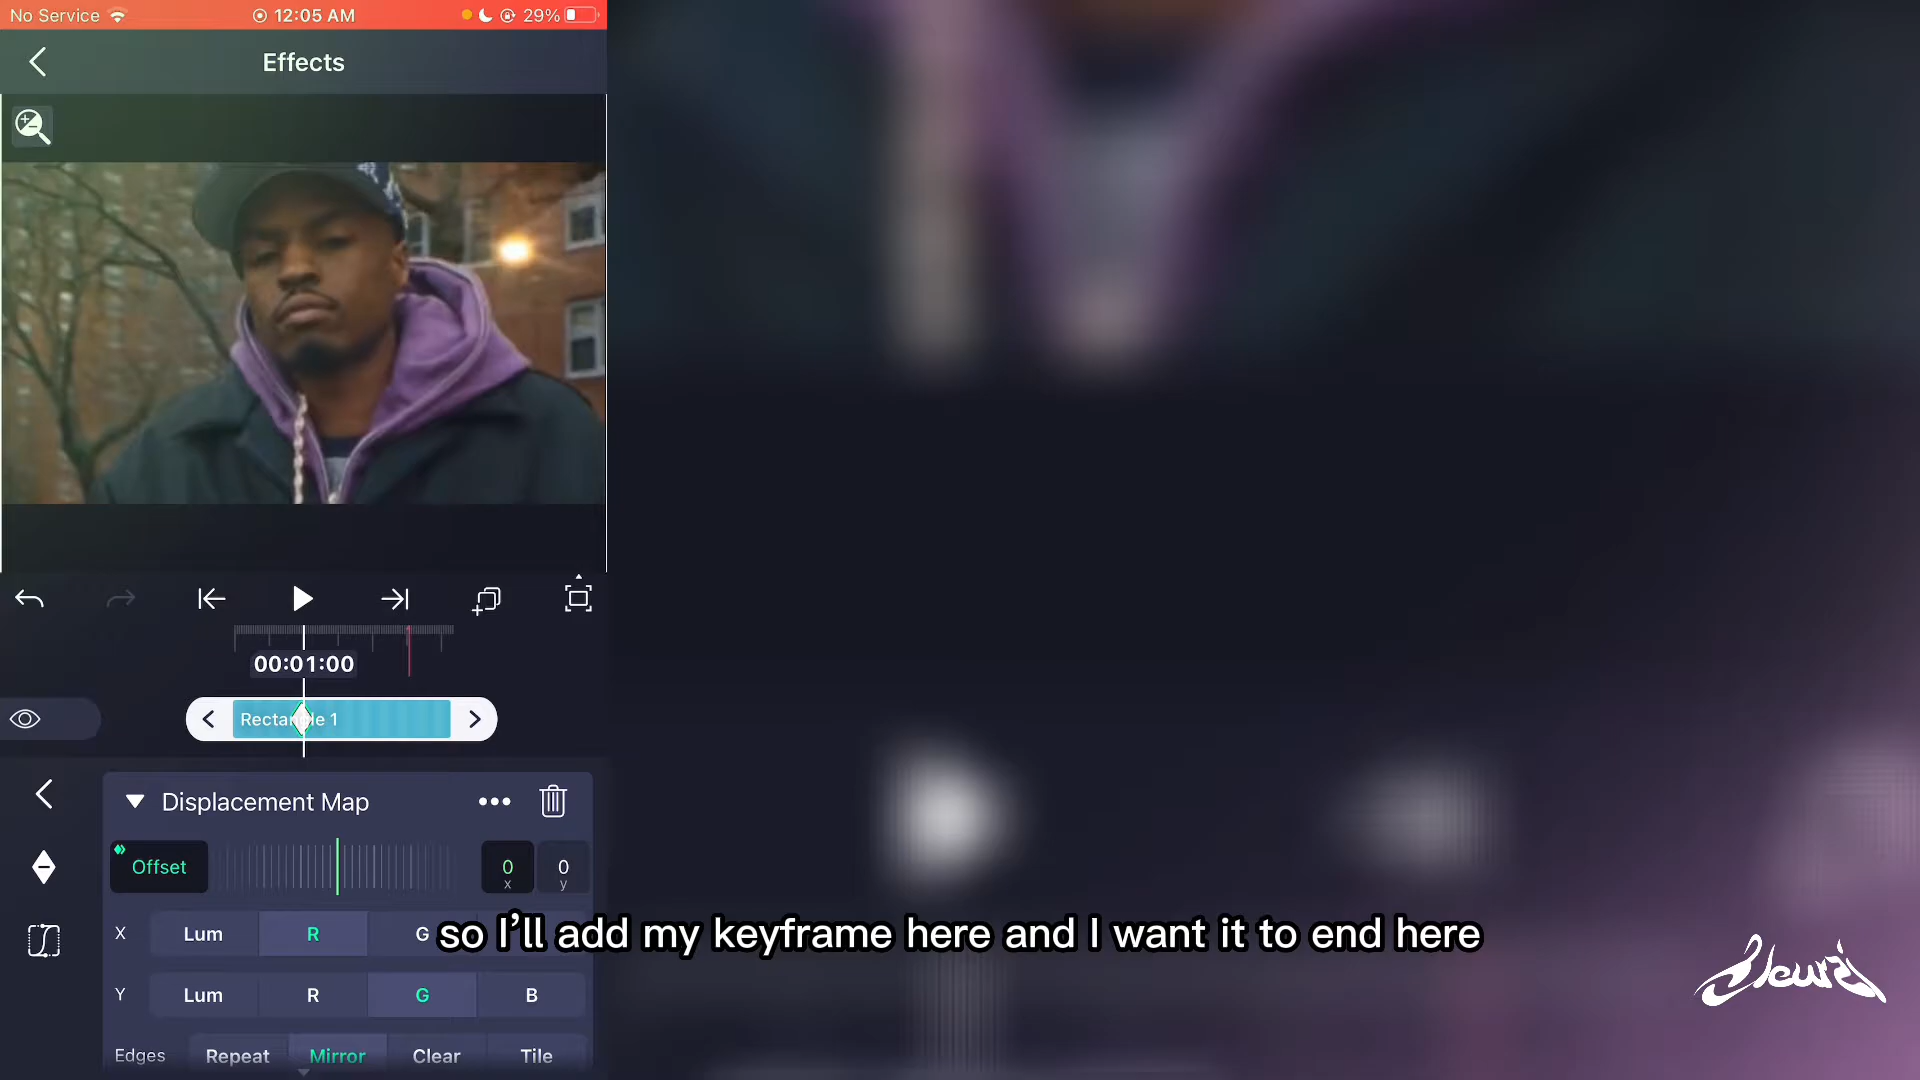 No Service
12:05 AM
29%
Effects
00:01:00
Rectangle 1
Displacement Map
Offset
0 x
0 y
X Lum R G
so I'll add my keyframe here and I want it to end here
Y Lum R G B
Edges Repeat Mirror Clear Tile